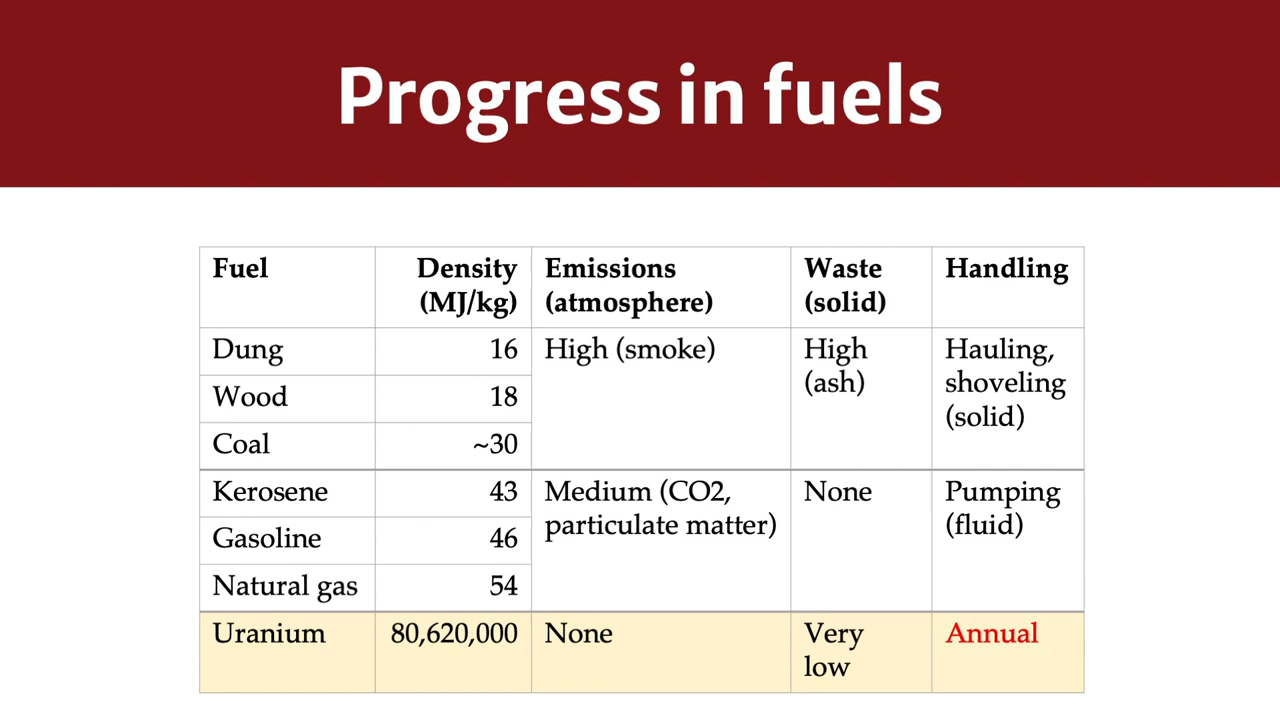 Progress in fuels
Fuel Density Emissions Waste Handling
(MJ/kg) (atmosphere) (solid)
Dung 16 High (smoke) High Hauling,
(ash) shoveling
Wood 18 (solid)
Coal ~30
Kerosene 43 Medium (CO2, None Pumping
particulate matter) (fluid)
Gasoline 46
Natural gas 54
Uranium 80,620,000 None Very Annual
low